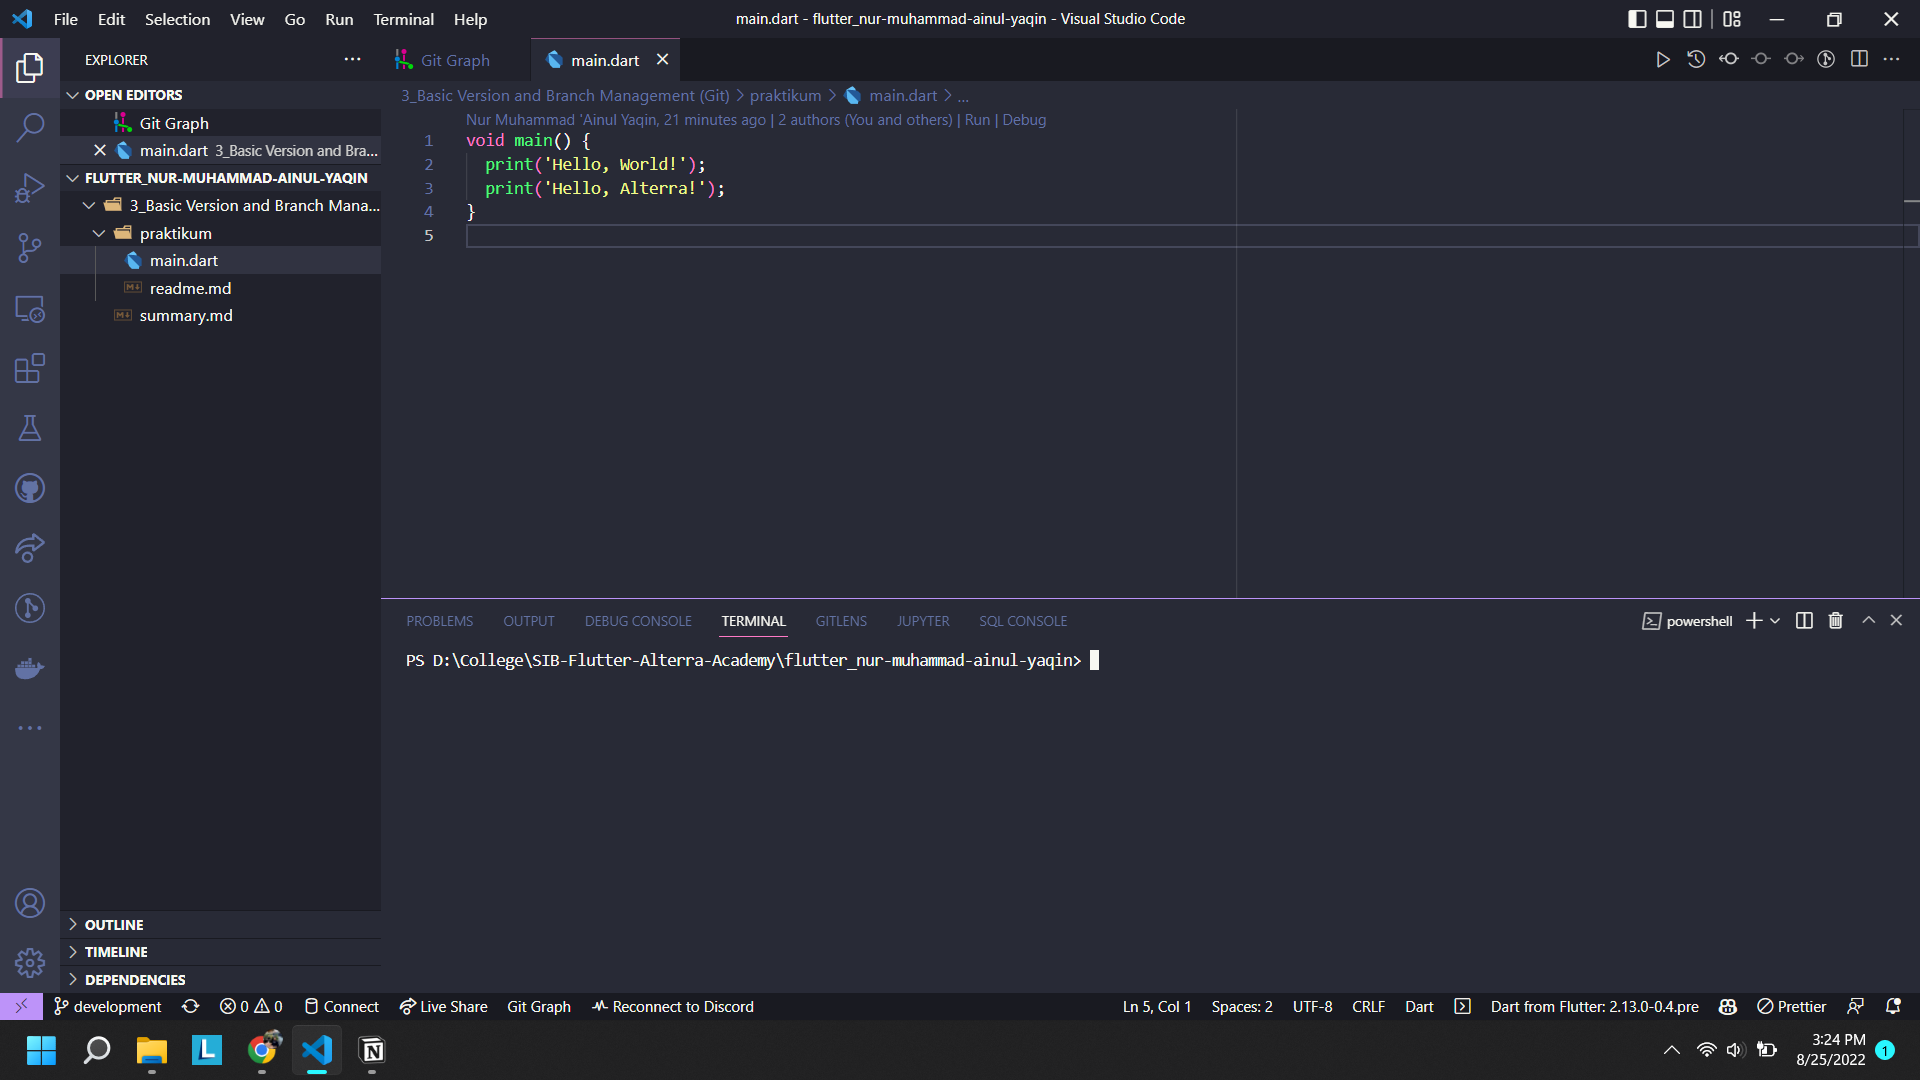 File Edit Selection View Go Run Terminal Help
main.dart - flutter_nur-muhammad-ainul-yaqin - Visual Studio Code
EXPLORER
Git Graph
main.dart
OPEN EDITORS
Git Graph
main.dart 3_Basic Version and Bra...
FLUTTER_NUR-MUHAMMAD-AINUL-YAQIN
3_Basic Version and Branch Mana...
praktikum
main.dart
readme.md
summary.md
OUTLINE
TIMELINE
DEPENDENCIES
3_Basic Version and Branch Management (Git) > praktikum > main.dart > ...
Nur Muhammad 'Ainul Yaqin, 21 minutes ago | 2 authors (You and others) | Run | Debug
1 void main() {
2 print('Hello, World!');
3 print('Hello, Alterra!');
4 }
5
PROBLEMS OUTPUT DEBUG CONSOLE TERMINAL GITLENS JUPYTER SQL CONSOLE
powershell
PS D:\College\SIB-Flutter-Alterra-Academy\flutter_nur-muhammad-ainul-yaqin>
development 0 0 Connect Live Share Git Graph Reconnect to Discord
Ln 5, Col 1 Spaces: 2 UTF-8 CRLF Dart Dart from Flutter: 2.13.0-0.4.pre Prettier
3:24 PM
8/25/2022
1